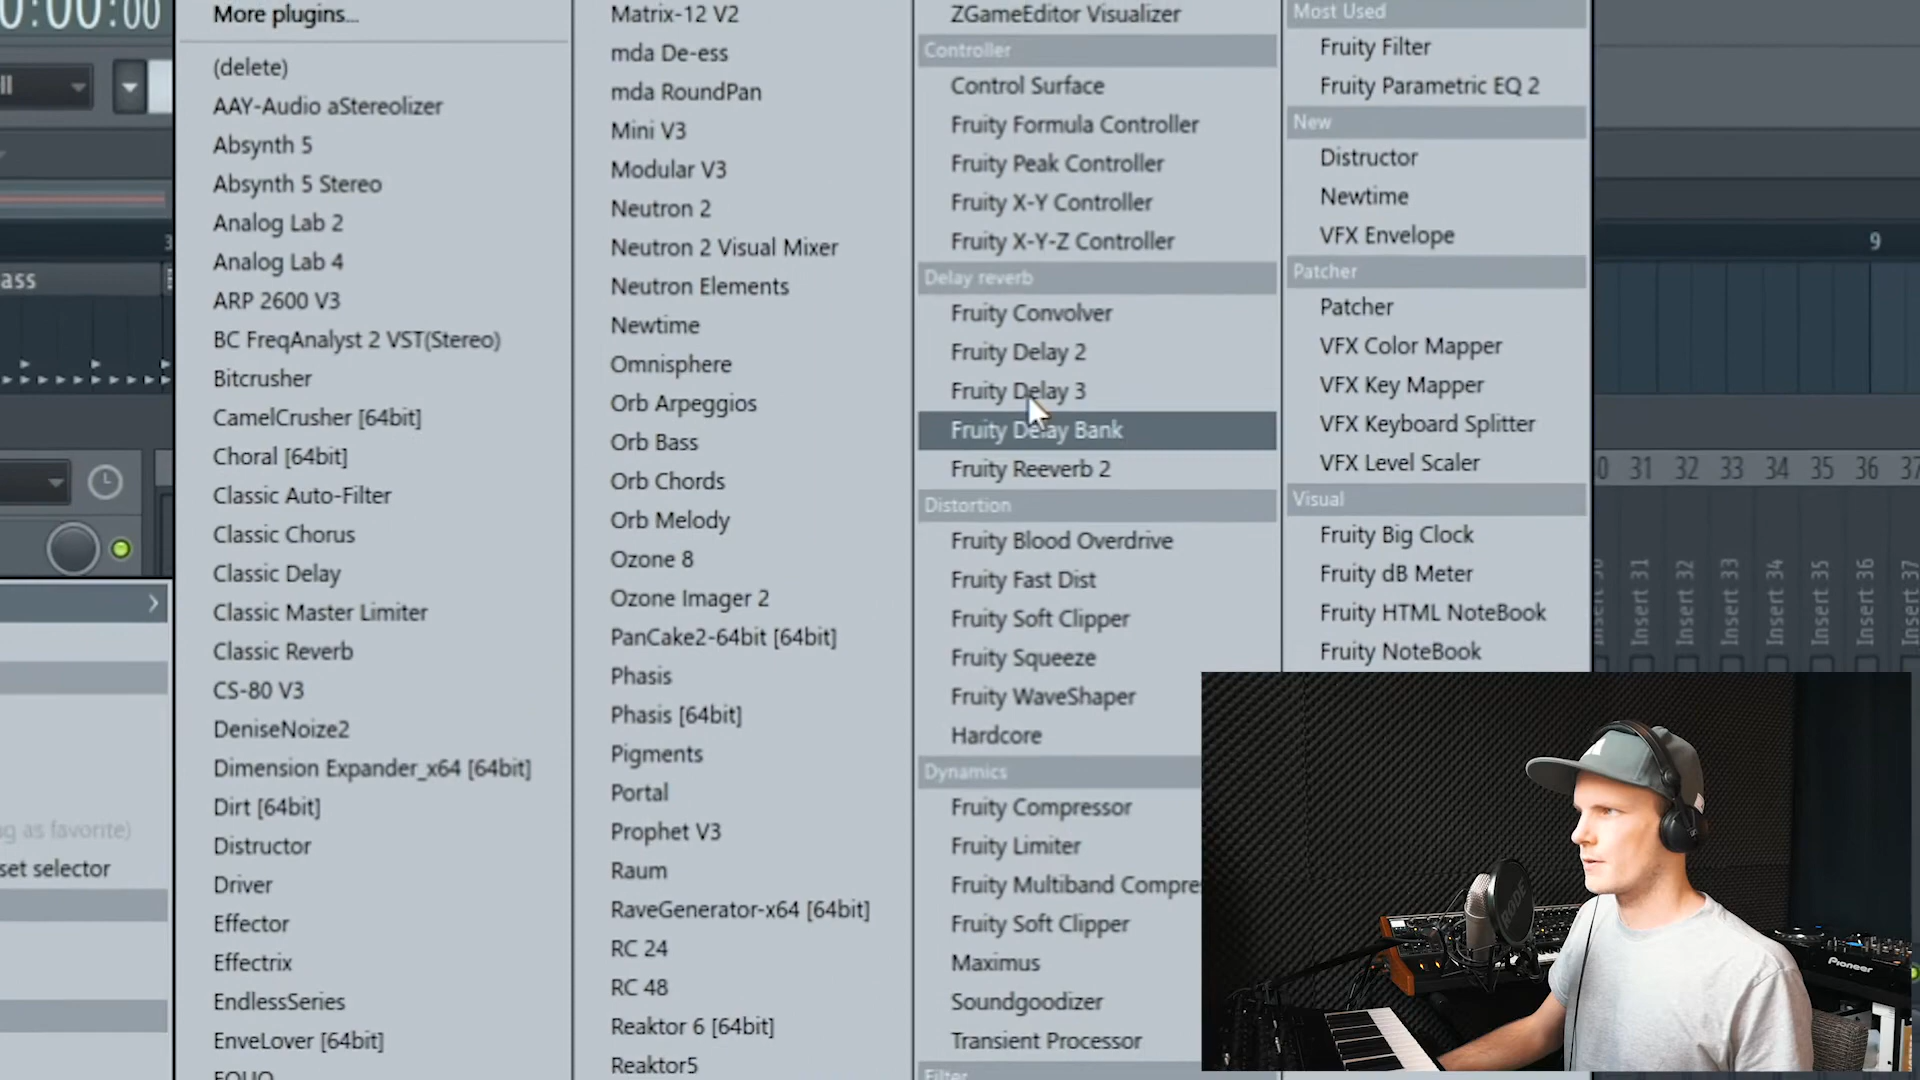 0:00:00
More plugins...
(delete)
AAY-Audio aStereolizer
Absynth 5
Absynth 5 Stereo
Analog Lab 2
Analog Lab 4
ARP 2600 V3
BC FreqAnalyst 2 VST(Stereo)
Bitcrusher
CamelCrusher [64bit]
Choral [64bit]
Classic Auto-Filter
Classic Chorus
Classic Delay
Classic Master Limiter
Classic Reverb
CS-80 V3
DeniseNoize2
Dimension Expander_x64 [64bit]
Dirt [64bit]
Distructor
Driver
Effector
Effectrix
EndlessSeries
EnveLover [64bit]
Matrix-12 V2
mda De-ess
mda RoundPan
Mini V3
Modular V3
Neutron 2
Neutron 2 Visual Mixer
Neutron Elements
Newtime
Omnisphere
Orb Arpeggios
Orb Bass
Orb Chords
Orb Melody
Ozone 8
Ozone Imager 2
PanCake2-64bit [64bit]
Phasis
Phasis [64bit]
Pigments
Portal
Prophet V3
Raum
RaveGenerator-x64 [64bit]
RC 24
RC 48
Reaktor 6 [64bit]
Reaktor5
ZGameEditor Visualizer
Controller
Control Surface
Fruity Formula Controller
Fruity Peak Controller
Fruity X-Y Controller
Fruity X-Y-Z Controller
Delay reverb
Fruity Convolver
Fruity Delay 2
Fruity Delay 3
Fruity Delay Bank
Fruity Reeverb 2
Distortion
Fruity Blood Overdrive
Fruity Fast Dist
Fruity Soft Clipper
Fruity Squeeze
Fruity WaveShaper
Hardcore
Dynamics
Fruity Compressor
Fruity Limiter
Fruity Multiband Compre
Fruity Soft Clipper
Maximus
Soundgoodizer
Transient Processor
Filter
Most Used
Fruity Filter
Fruity Parametric EQ 2
New
Distructor
Newtime
VFX Envelope
Patcher
Patcher
VFX Color Mapper
VFX Key Mapper
VFX Keyboard Splitter
VFX Level Scaler
Visual
Fruity Big Clock
Fruity dB Meter
Fruity HTML NoteBook
Fruity NoteBook
ass
ng as favorite)
set selector
9
31 32 33 34 35 36 37
Insert 31
Insert 32
Insert 33
Insert 34
Insert 35
Insert 36
Insert 37
RODE
Pioneer